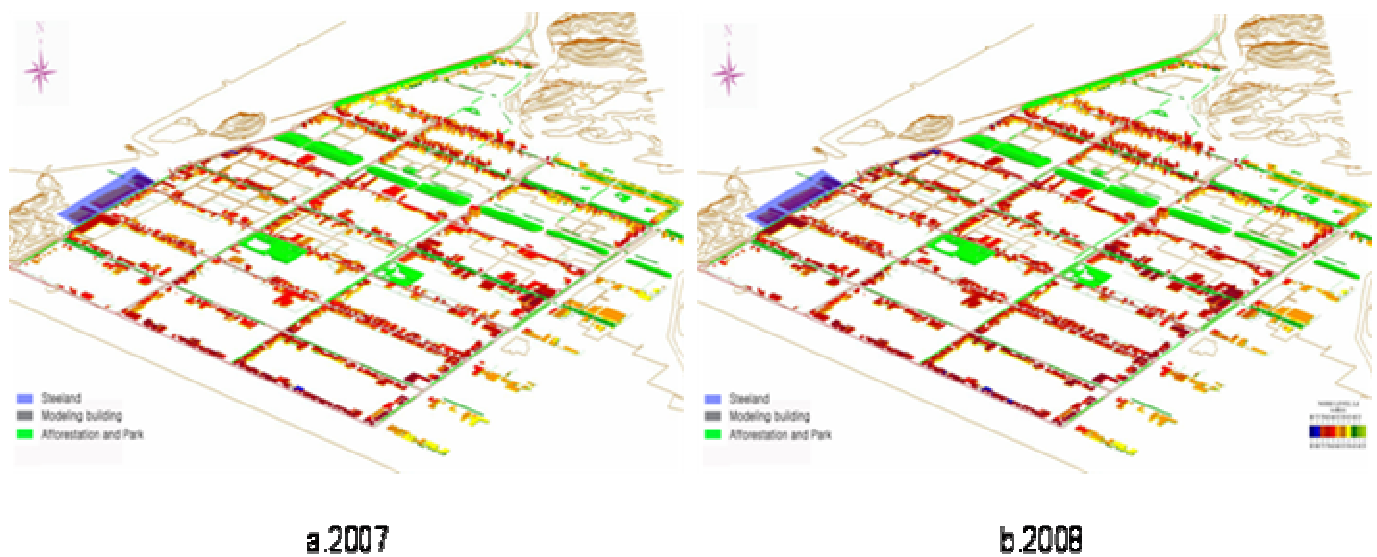 N
N
Steeland
Modeling building
Afforestation and Park
Steeland
Modeling building
Afforestation and Park
a.2007
b.2008